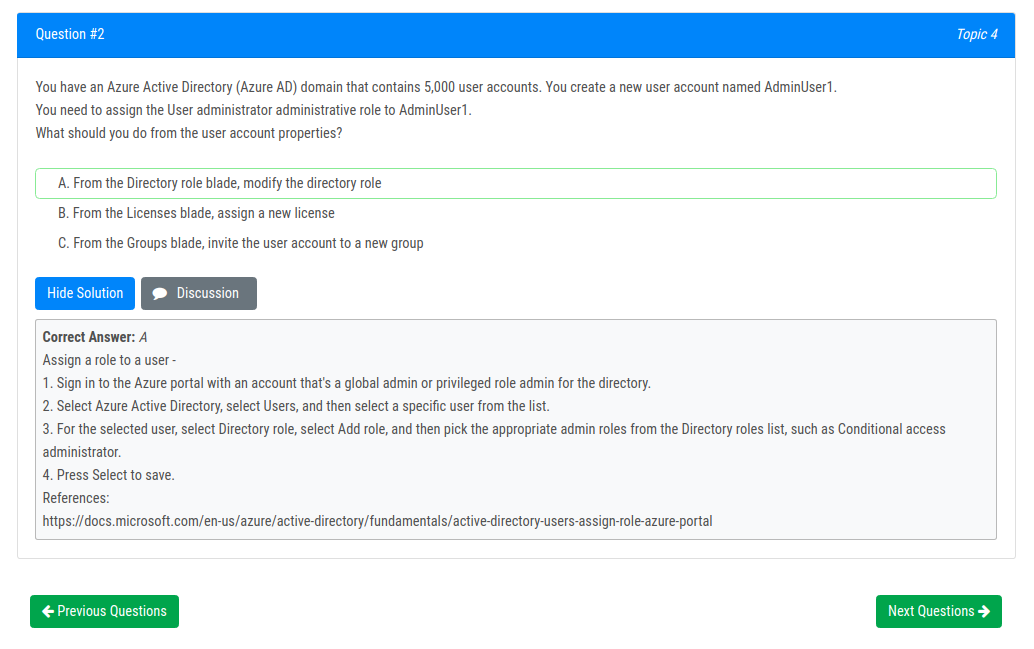 Question #2
Topic 4
You have an Azure Active Directory (Azure AD) domain that contains 5,000 user accounts. You create a new user account named AdminUser1.
You need to assign the User administrator administrative role to AdminUser1.
What should you do from the user account properties?
A. From the Directory role blade, modify the directory role
B. From the Licenses blade, assign a new license
C. From the Groups blade, invite the user account to a new group
Hide Solution
Discussion
Correct Answer: A
Assign a role to a user -
1. Sign in to the Azure portal with an account that's a global admin or privileged role admin for the directory.
2. Select Azure Active Directory, select Users, and then select a specific user from the list.
3. For the selected user, select Directory role, select Add role, and then pick the appropriate admin roles from the Directory roles list, such as Conditional access
administrator.
4. Press Select to save.
References:
https://docs.microsoft.com/en-us/azure/active-directory/fundamentals/active-directory-users-assign-role-azure-portal
Previous Questions
Next Questions